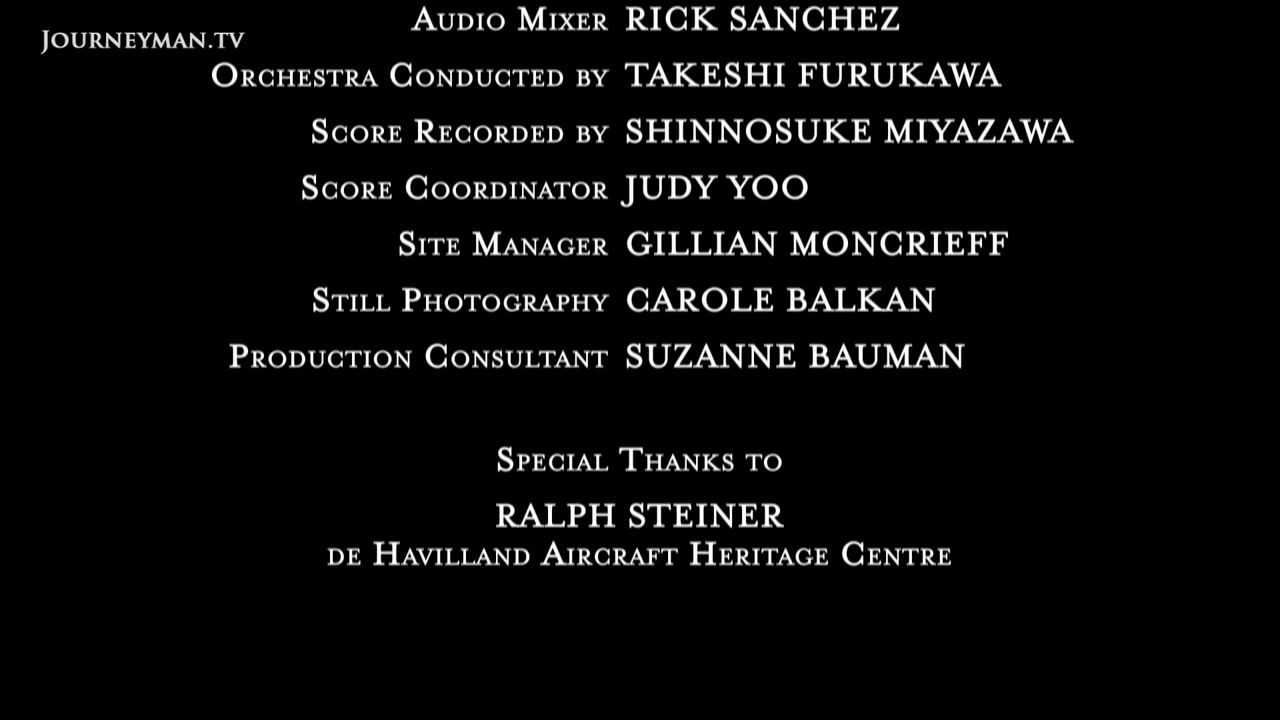 JOURNEYMAN.TV
AUDIO MIXER RICK SANCHEZ
ORCHESTRA CONDUCTED BY TAKESHI FURUKAWA
SCORE RECORDED BY SHINNOSUKE MIYAZAWA
SCORE COORDINATOR JUDY YOO
SITE MANAGER GILLIAN MONCRIEFF
STILL PHOTOGRAPHY CAROLE BALKAN
PRODUCTION CONSULTANT SUZANNE BAUMAN
SPECIAL THANKS TO
RALPH STEINER
DE HAVILLAND AIRCRAFT HERITAGE CENTRE